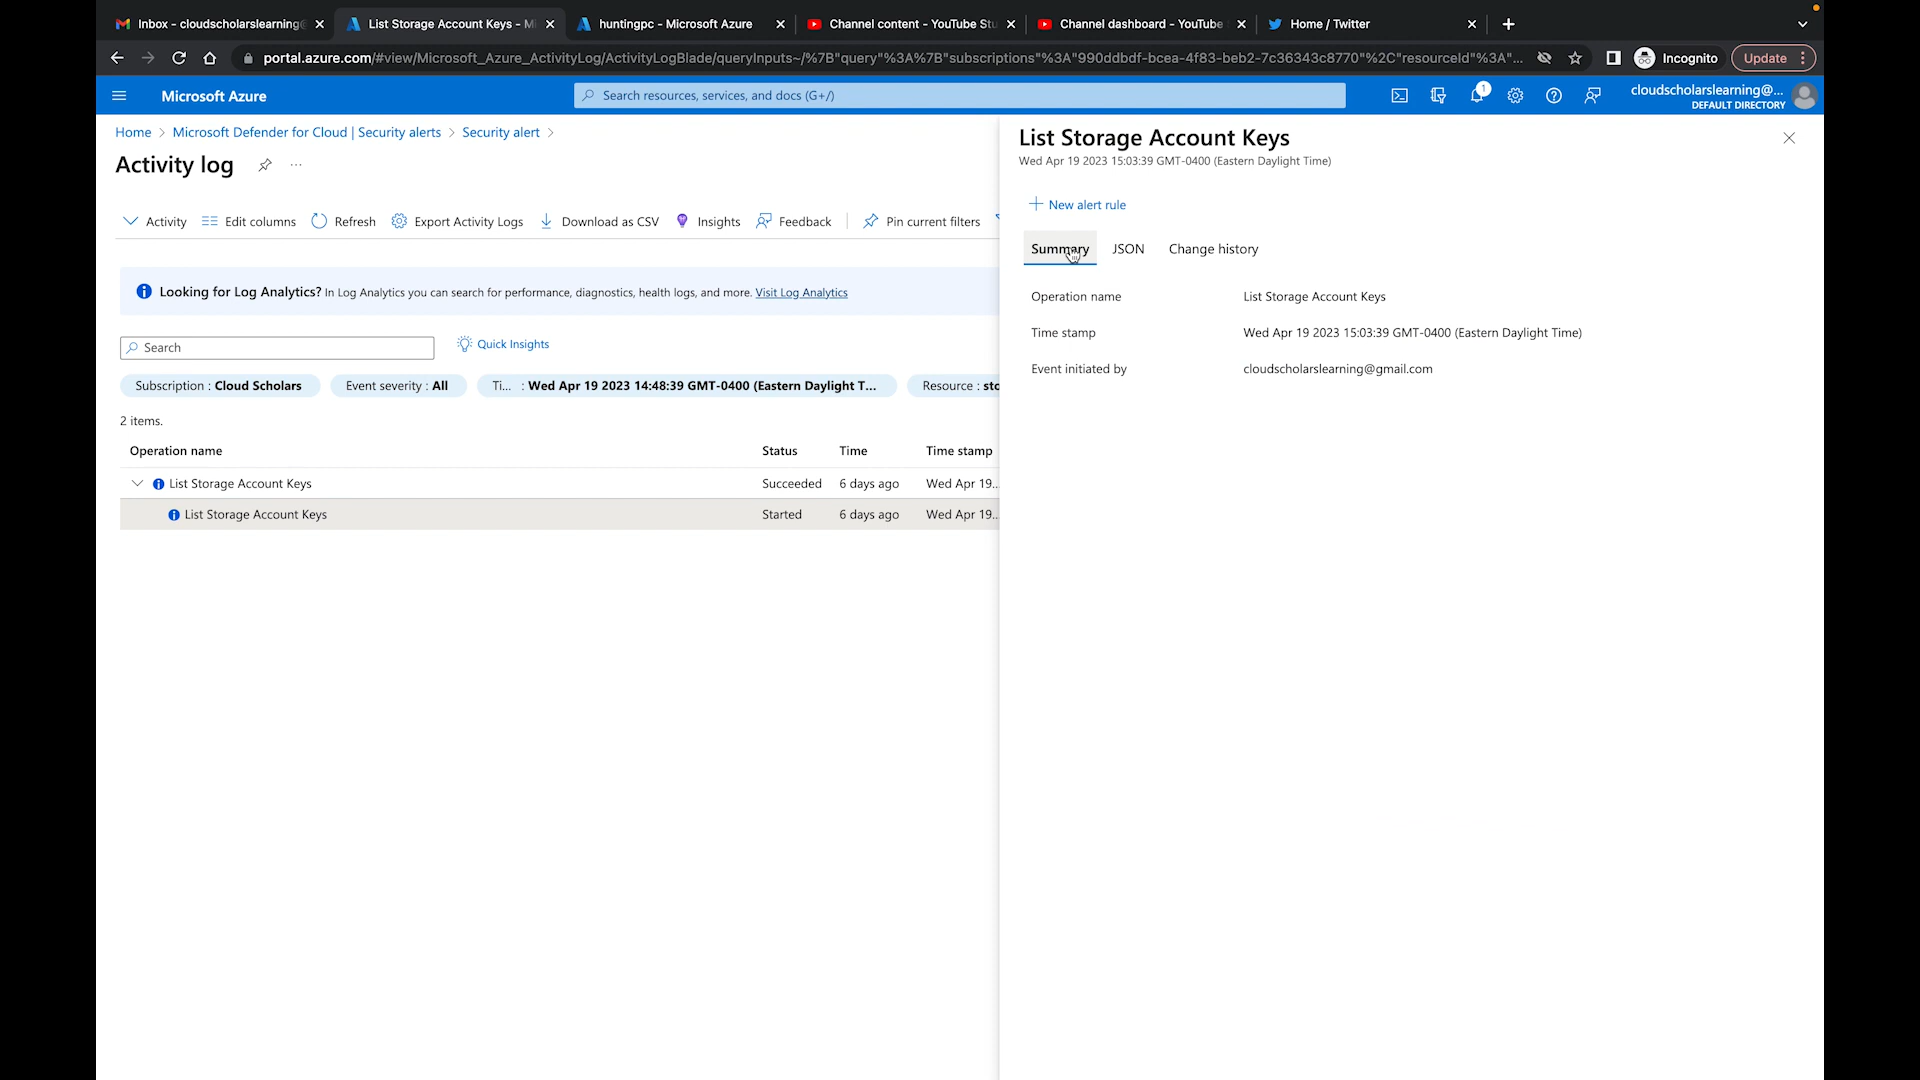 Inbox - cloudscholarslearning@
List Storage Account Keys - Mi
huntingpc - Microsoft Azure
Channel content - YouTube Stu
Channel dashboard - YouTube
Home / Twitter
portal.azure.com/#view/Microsoft_Azure_ActivityLog/ActivityLogBlade/queryInputs~/%7B"query"%3A%7B"subscriptions"%3A"990ddbdf-bcea-4f83-beb2-7c36343c8770"%2C"resourceId"%3A"...
Incognito
Update
Microsoft Azure
Search resources, services, and docs (G+/)
1
cloudscholarslearning@...
DEFAULT DIRECTORY
Home > Microsoft Defender for Cloud | Security alerts > Security alert >
Activity log
...
Activity
Edit columns
Refresh
Export Activity Logs
Download as CSV
Insights
Feedback
Pin current filters
Looking for Log Analytics? In Log Analytics you can search for performance, diagnostics, health logs, and more. Visit Log Analytics
Search
Quick Insights
Subscription : Cloud Scholars
Event severity : All
Ti... : Wed Apr 19 2023 14:48:39 GMT-0400 (Eastern Daylight T...
Resource : sto
2 items.
Operation name Status Time Time stamp
List Storage Account Keys Succeeded 6 days ago Wed Apr 19...
List Storage Account Keys Started 6 days ago Wed Apr 19...
List Storage Account Keys
Wed Apr 19 2023 15:03:39 GMT-0400 (Eastern Daylight Time)
New alert rule
Summary JSON Change history
Operation name List Storage Account Keys
Time stamp Wed Apr 19 2023 15:03:39 GMT-0400 (Eastern Daylight Time)
Event initiated by cloudscholarslearning@gmail.com